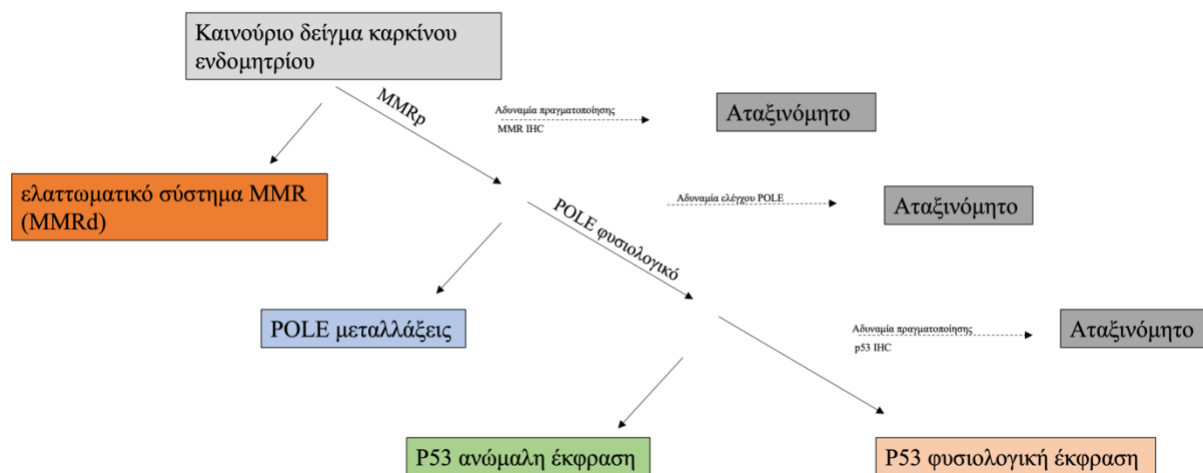 Καινούριο δείγμα καρκίνου
ενδομητρίου
MMRp
Αδυναμία πραγματοποίησης
MMR IHC
Αταξινόμητο
ελαττωματικό σύστημα MMR
(MMRd)
Αδυναμία ελέγχου POLE
Αταξινόμητο
POLE φυσιολογικό
POLE μεταλλάξεις
Αδυναμία πραγματοποίησης
p53 IHC
Αταξινόμητο
P53 ανώμαλη έκφραση
P53 φυσιολογική έκφραση